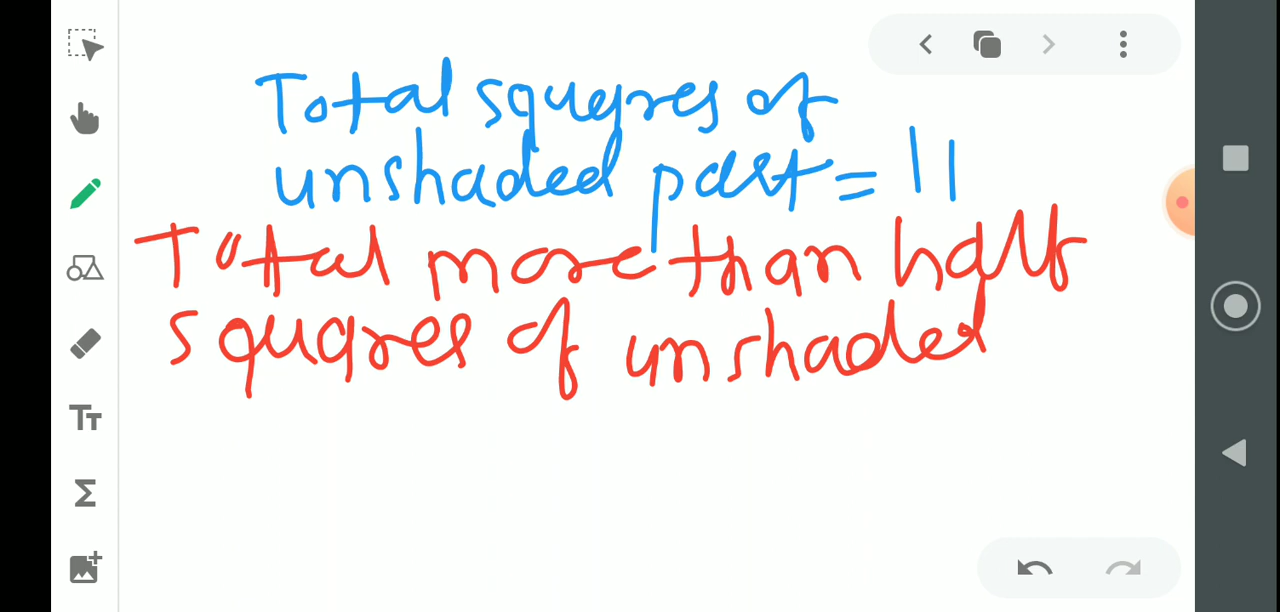 Total squares of
unshaded part = 11
Total more than half
squares of unshaded